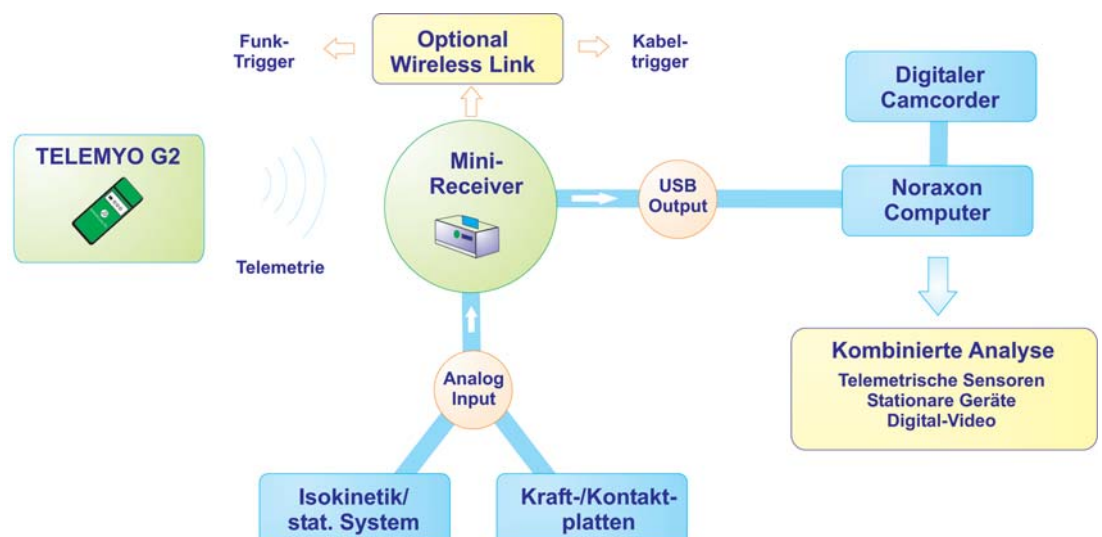 Funk-
Trigger
Optional
Wireless Link
Kabel-
trigger
Digitaler
Camcorder
TELEMYO G2
Mini-
Receiver
USB
Output
Noraxon
Computer
Telemetrie
Kombinierte Analyse
Telemetrische Sensoren
Stationare Geräte
Digital-Video
Analog
Input
Isokinetik/
stat. System
Kraft-/Kontakt-
platten